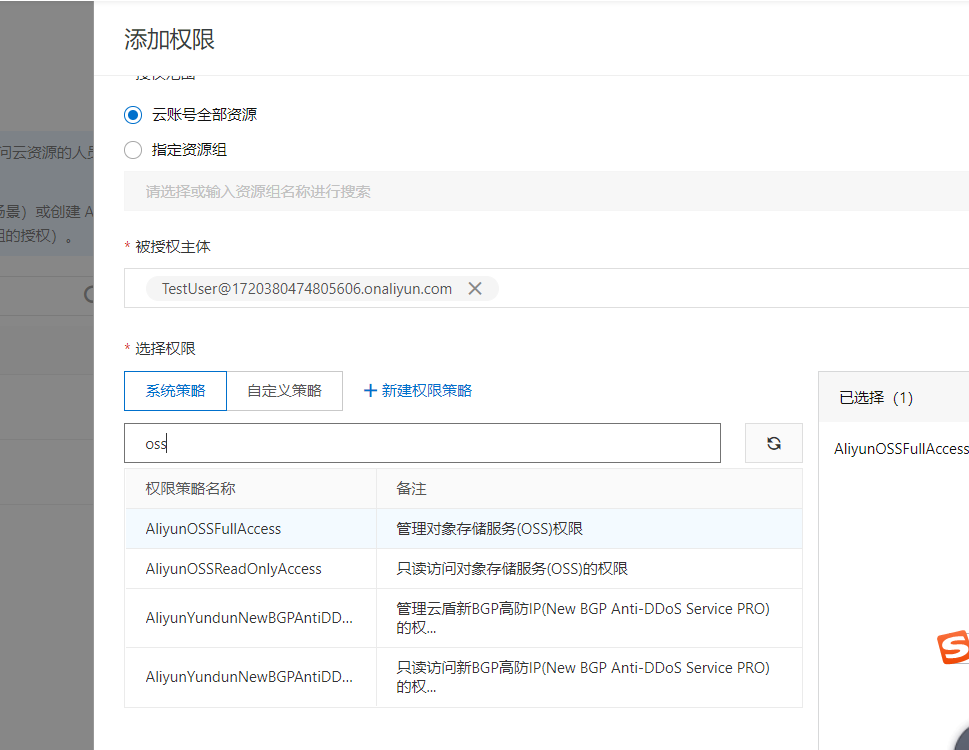 添加权限
授权范围
云账号全部资源
问云资源的人员
指定资源组
请选择或输入资源组名称进行搜索
场景）或创建 A
组的授权）。
* 被授权主体
TestUser@1720380474805606.onaliyun.com
* 选择权限
系统策略 自定义策略 新建权限策略
已选择（1）
oss
AliyunOSSFullAccess
权限策略名称 备注
AliyunOSSFullAccess 管理对象存储服务(OSS)权限
AliyunOSSReadOnlyAccess 只读访问对象存储服务(OSS)的权限
AliyunYundunNewBGPAntiDD... 管理云盾新BGP高防IP(New BGP Anti-DDoS Service PRO)
的权...
AliyunYundunNewBGPAntiDD... 只读访问新BGP高防IP(New BGP Anti-DDoS Service PRO)
的权...